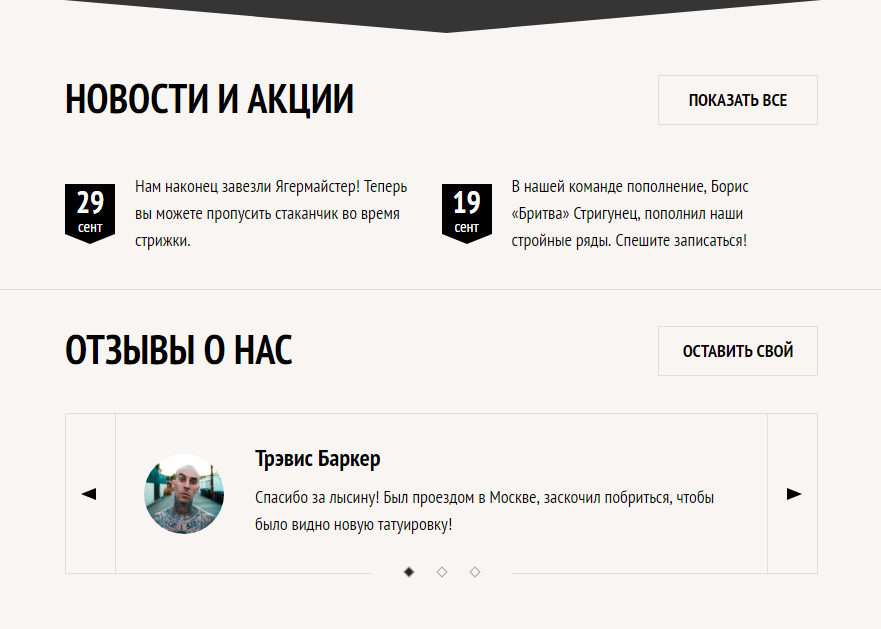 НОВОСТИ И АКЦИИ
ПОКАЗАТЬ ВСЕ
29
сент
Нам наконец завезли Ягермайстер! Теперь
вы можете пропустить стаканчик во время
стрижки.
19
сент
В нашей команде пополнение, Борис
«Бритва» Стригунец, пополнил наши
стройные ряды. Спешите записаться!
ОТЗЫВЫ О НАС
ОСТАВИТЬ СВОЙ
Трэвис Баркер
Спасибо за лысину! Был проездом в Москве, заскочил побриться, чтобы
было видно новую татуировку!